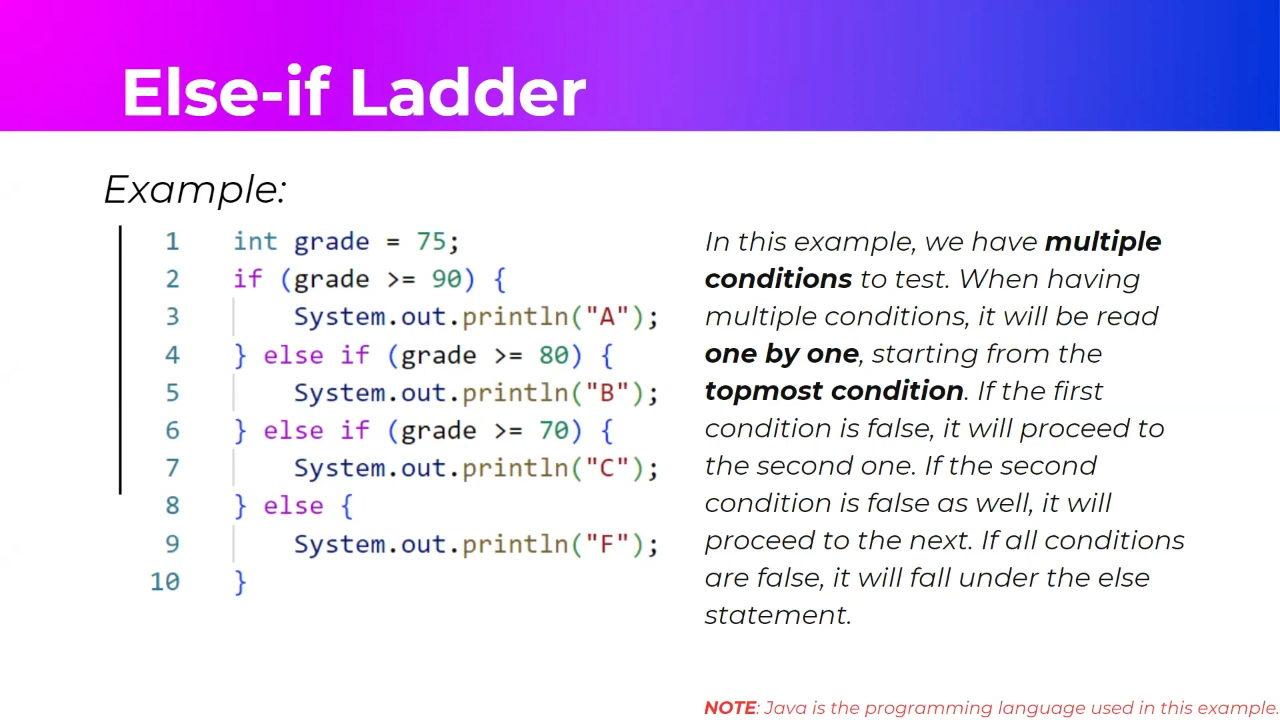 Else-if Ladder
Example:
1 int grade = 75;
2 if (grade >= 90) {
3 System.out.println("A");
4 } else if (grade >= 80) {
5 System.out.println("B");
6 } else if (grade >= 70) {
7 System.out.println("C");
8 } else {
9 System.out.println("F");
10 }
In this example, we have multiple
conditions to test. When having
multiple conditions, it will be read
one by one, starting from the
topmost condition. If the first
condition is false, it will proceed to
the second one. If the second
condition is false as well, it will
proceed to the next. If all conditions
are false, it will fall under the else
statement.
NOTE: Java is the programming language used in this example.